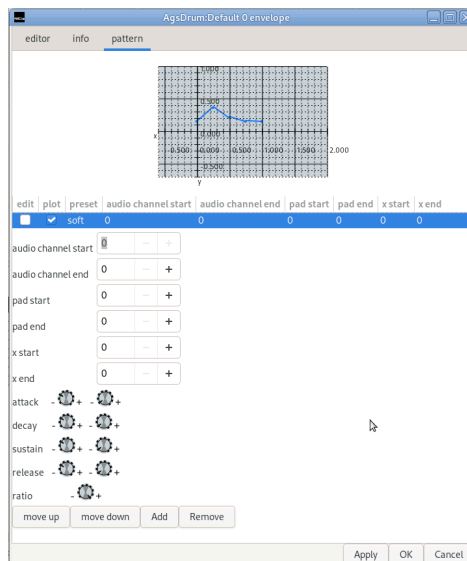 AgsDrum:Default 0 envelope
editor info pattern
1.000
0.500
x 0.000
-0.500 0.000 0.500 1.000 1.500 2.000
-0.500
y
edit plot preset audio channel start audio channel end pad start pad end x start x end
soft 0 0 0 0 0 0
audio channel start 0 − +
audio channel end 0 − +
pad start 0 − +
pad end 0 − +
x start 0 − +
x end 0 − +
attack - + - +
decay - + - +
sustain - + - +
release - + - +
ratio - +
move up move down Add Remove
Apply OK Cancel